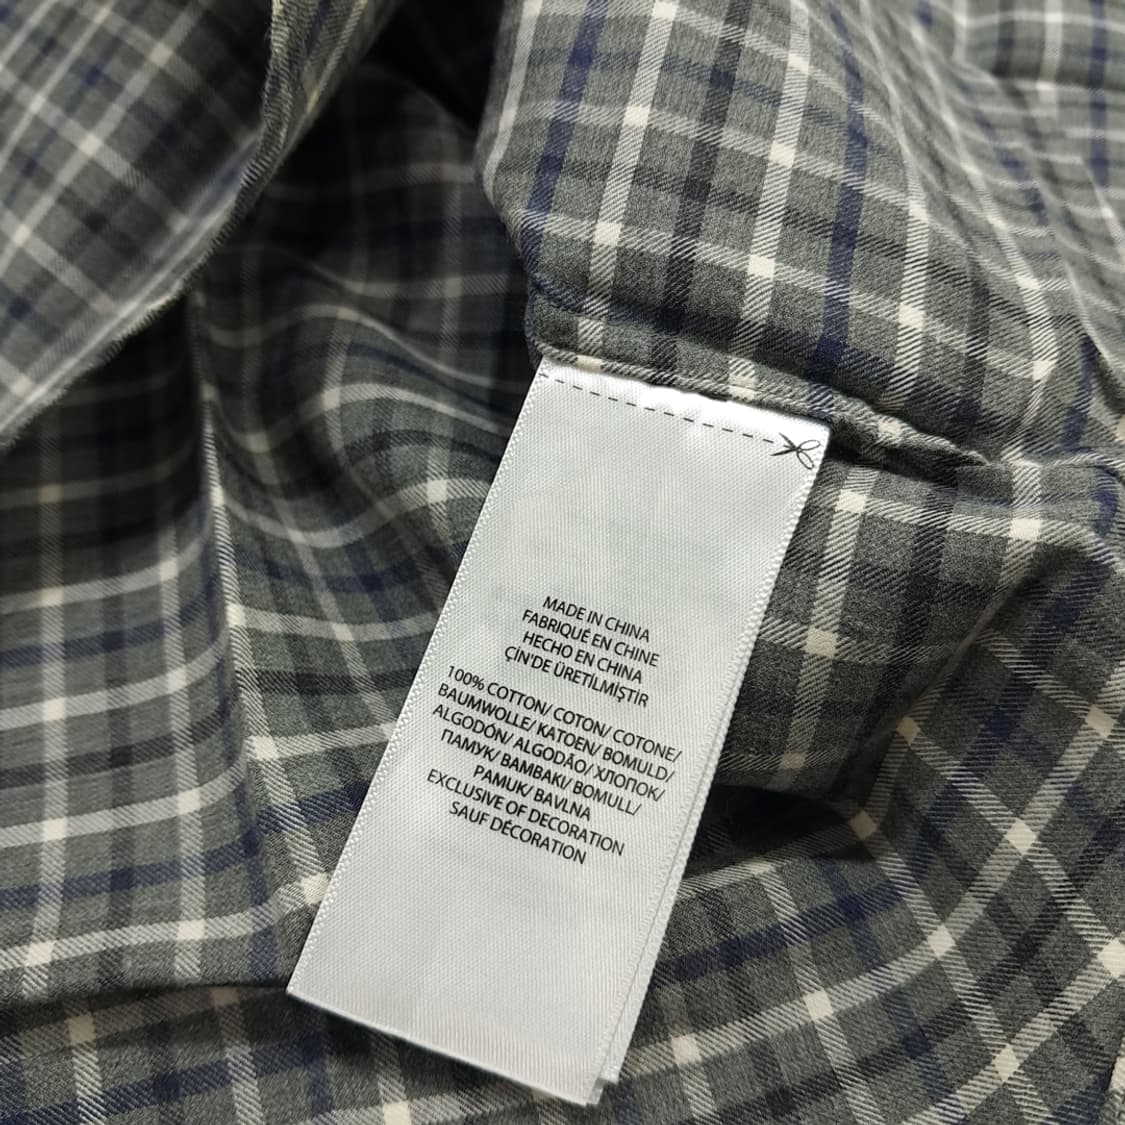 MADE IN CHINA
FABRIQUÉ EN CHINE
HECHO EN CHINA
ÇİN'DE ÜRETİLMİŞTİR
100% COTTON/ COTON/ COTONE/
BAUMWOLLE/ KATOEN/ BOMULD/
ALGODÓN/ ALGODÃO/ ХЛОПОК/
ПАМУК/ BAMBAKI/ BOMULL/
PAMUK/ BAVLNA
EXCLUSIVE OF DECORATION
SAUF DÉCORATION